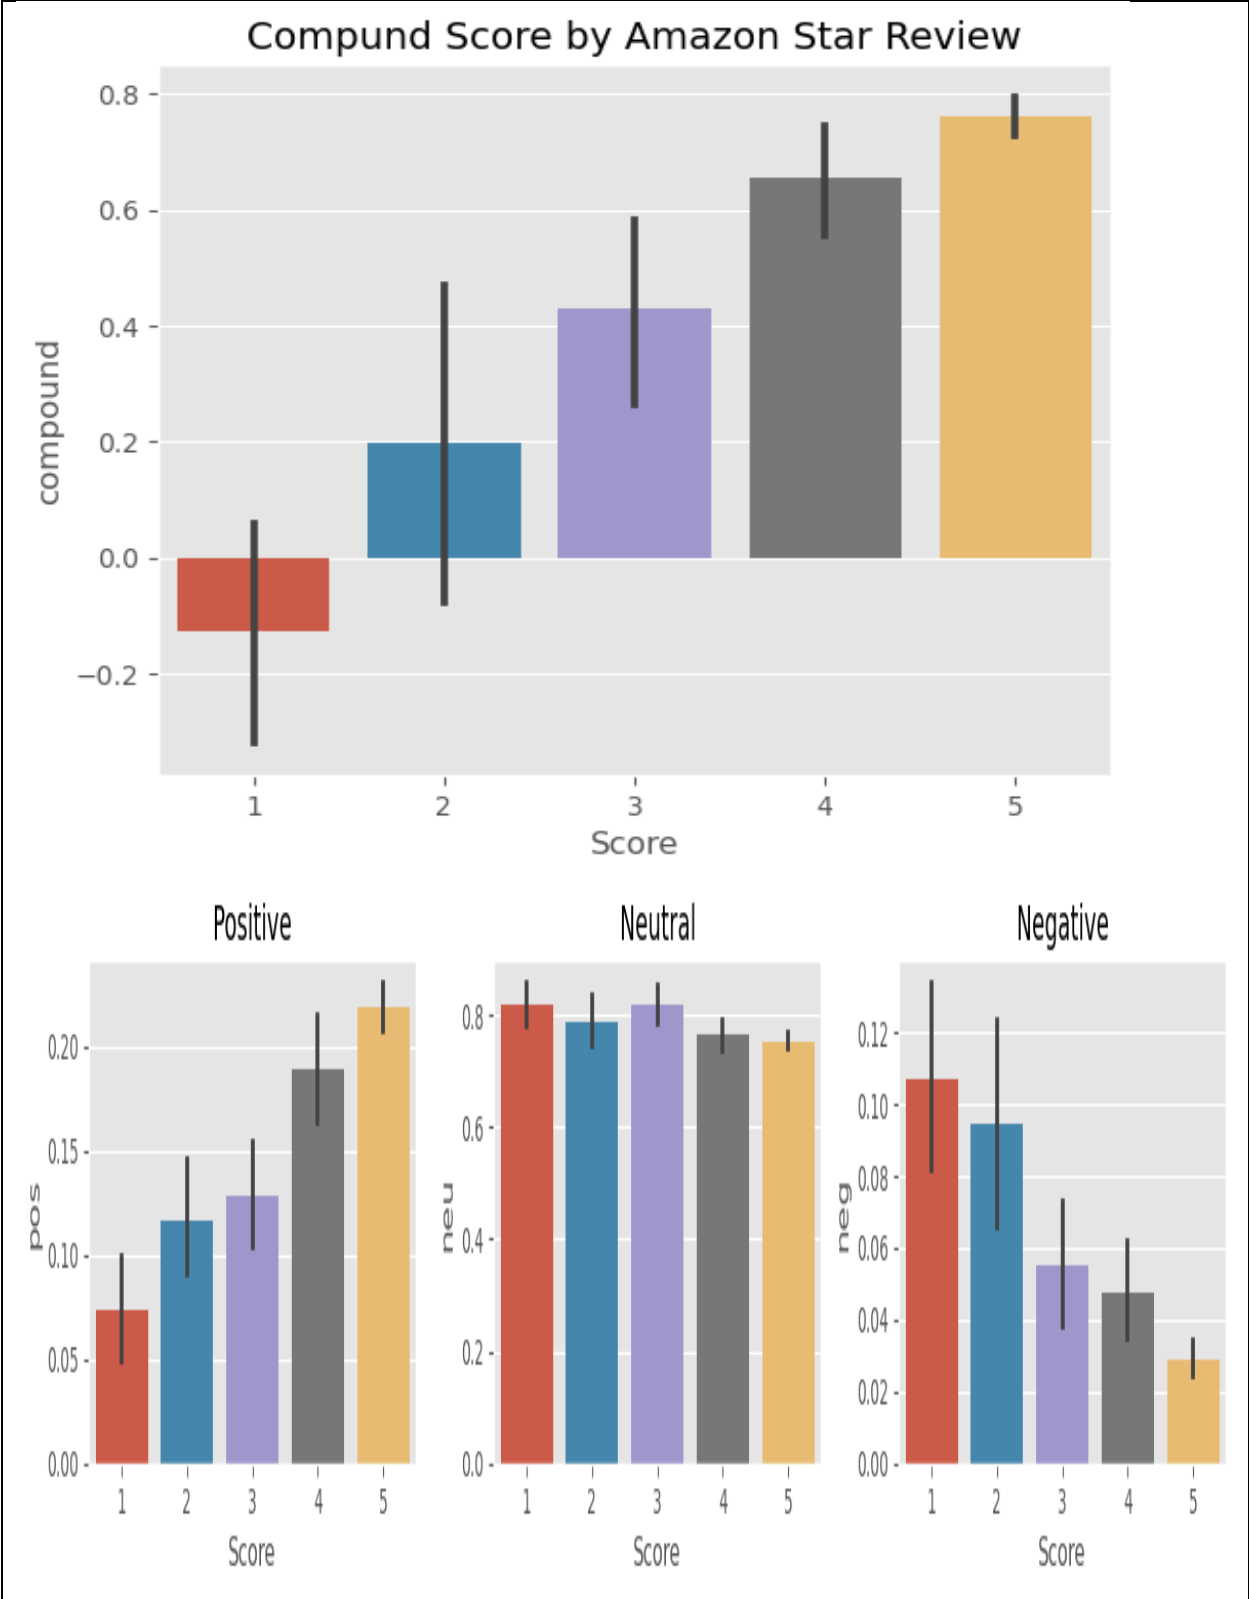 Compund Score by Amazon Star Review
compound
0.8
0.6
0.4
0.2
0.0
−0.2
1 2 3 4 5
Score
Positive
pos
0.20
0.15
0.10
0.05
0.00
1 2 3 4 5
Score
Neutral
neu
0.8
0.6
0.4
0.2
0.0
1 2 3 4 5
Score
Negative
neg
0.12
0.10
0.08
0.06
0.04
0.02
0.00
1 2 3 4 5
Score